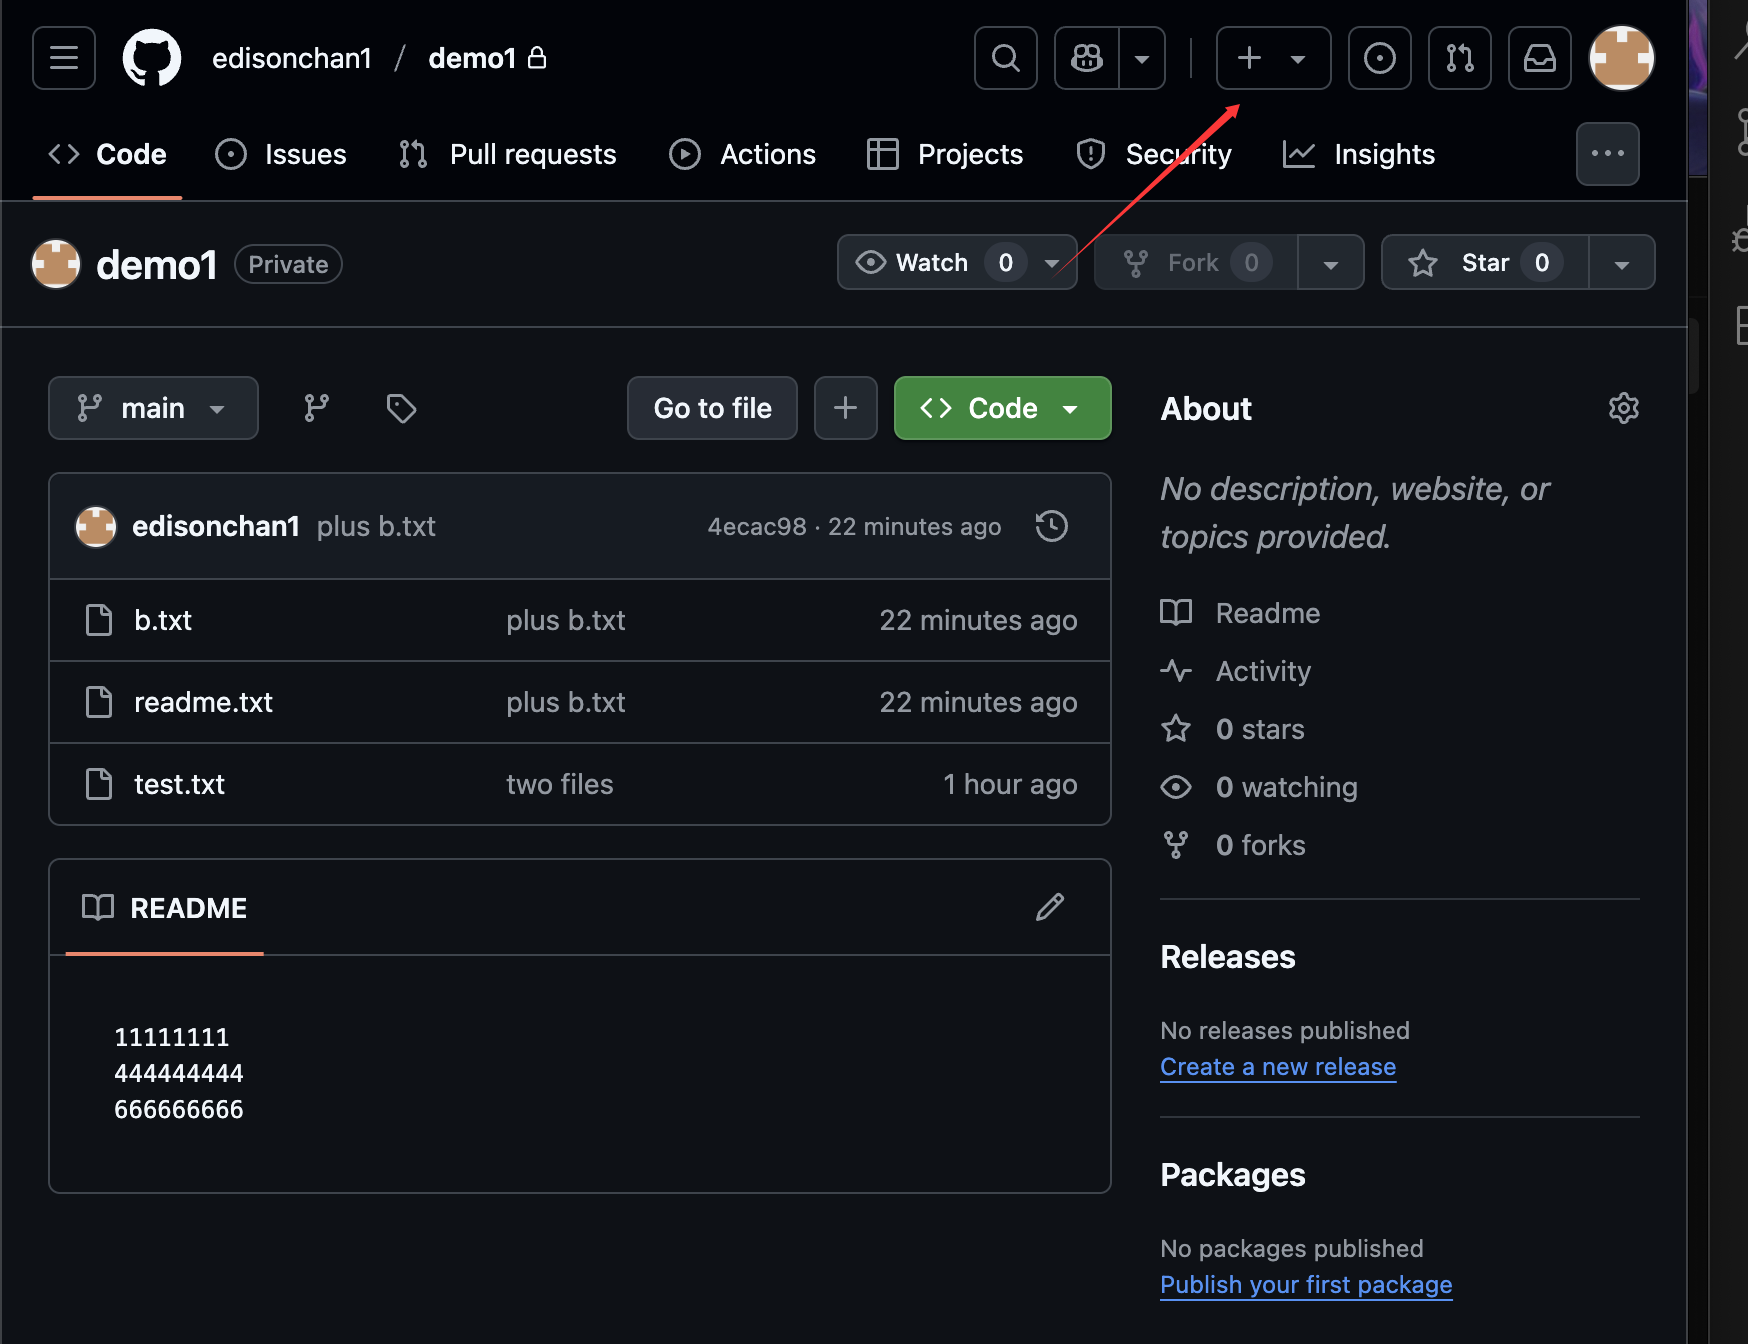 edisonchan1 / demo1
Code Issues Pull requests Actions Projects Security Insights
demo1 Private
Watch 0 Fork 0 Star 0
main Go to file Code
edisonchan1 plus b.txt 4ecac98 · 22 minutes ago
b.txt plus b.txt 22 minutes ago
readme.txt plus b.txt 22 minutes ago
test.txt two files 1 hour ago
README
11111111
444444444
666666666
About
No description, website, or
topics provided.
Readme
Activity
0 stars
0 watching
0 forks
Releases
No releases published
Create a new release
Packages
No packages published
Publish your first package